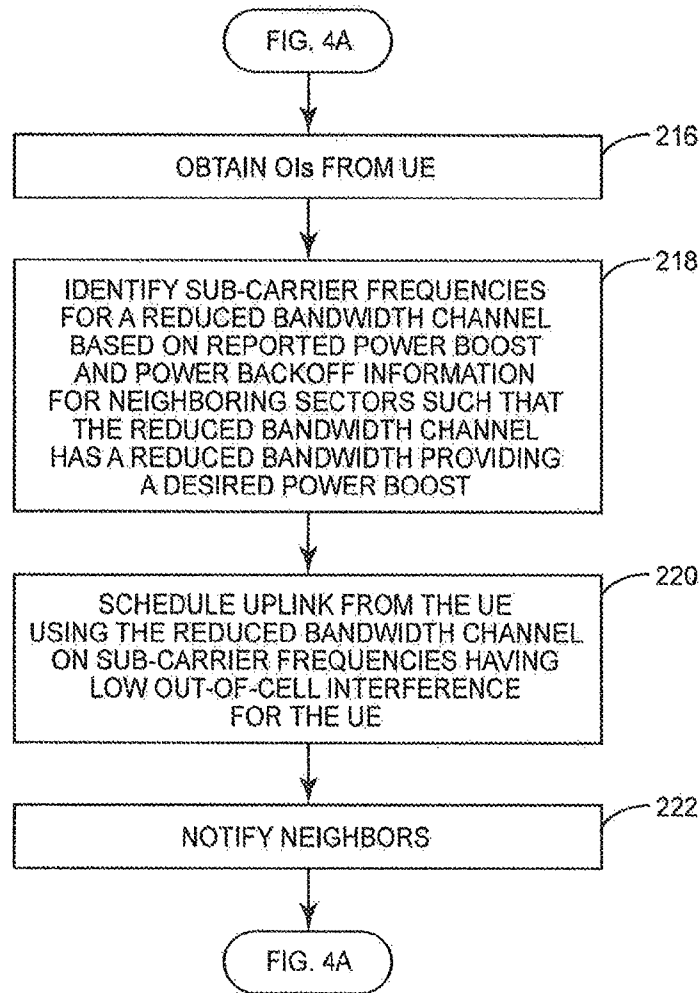 FIG. 4A
216
OBTAIN OIs FROM UE
218
IDENTIFY SUB-CARRIER FREQUENCIES
FOR A REDUCED BANDWIDTH CHANNEL
BASED ON REPORTED POWER BOOST
AND POWER BACKOFF INFORMATION
FOR NEIGHBORING SECTORS SUCH THAT
THE REDUCED BANDWIDTH CHANNEL
HAS A REDUCED BANDWIDTH PROVIDING
A DESIRED POWER BOOST
220
SCHEDULE UPLINK FROM THE UE
USING THE REDUCED BANDWIDTH CHANNEL
ON SUB-CARRIER FREQUENCIES HAVING
LOW OUT-OF-CELL INTERFERENCE
FOR THE UE
222
NOTIFY NEIGHBORS
FIG. 4A